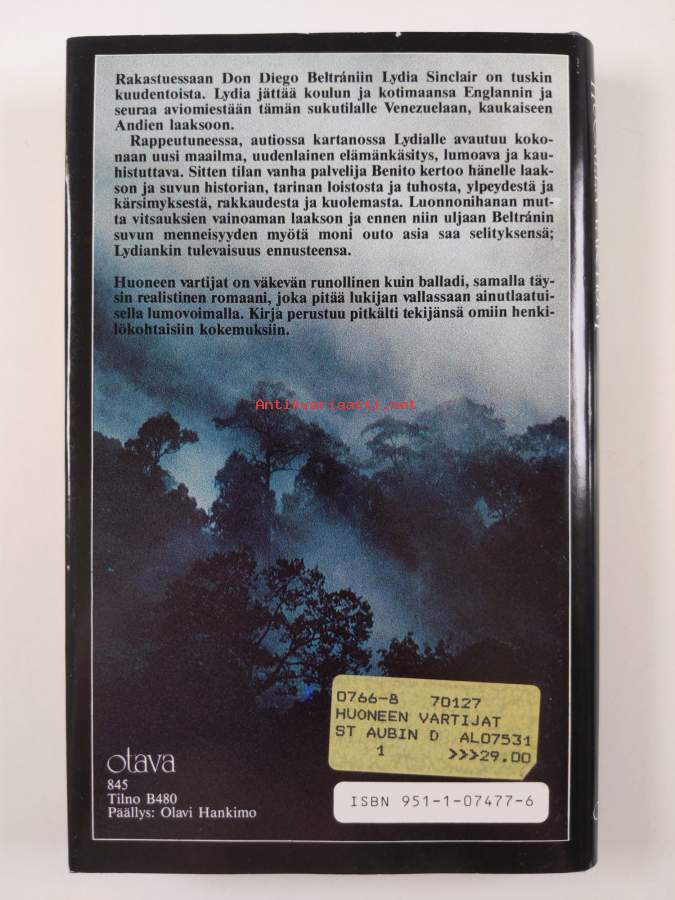 Rakastuessaan Don Diego Beltrániin Lydia Sinclair on tuskin
kuudentoista. Lydia jättää koulun ja kotimaansa Englannin ja
seuraa aviomiestään tämän sukutilalle Venezuelaan, kaukaiseen
Andien laaksoon.
Rappeutuneessa, autiossa kartanossa Lydialle avautuu koko-
naan uusi maailma, uudenlainen elämänkäsitys, lumoava ja kau-
histuttava. Sitten tilan vanha palvelija Benito kertoo hänelle laak-
son ja suvun historian, tarinan loistosta ja tuhosta, ylpeydestä ja
kärsimyksestä, rakkaudesta ja kuolemasta. Luonnonihanan mut-
ta vitsauksien vainoaman laakson ja ennen niin uljaan Beltránin
suvun menneisyyden myötä moni outo asia saa selityksensä;
Lydiankin tulevaisuus ennusteensa.
Huoneen vartijat on väkevän runollinen kuin balladi, samalla täy-
sin realistinen romaani, joka pitää lukijan vallassaan ainutlaatui-
sella lumovoimalla. Kirja perustuu pitkälti tekijänsä omiin henki-
lökohtaisiin kokemuksiin.
Antikvariaatti.net
0766-8 70127
HUONEEN VARTIJAT
ST AUBIN D AL07531
1 >>>29.00
otava
845
Tilno B480
Päällys: Olavi Hankimo
ISBN 951-1-07477-6